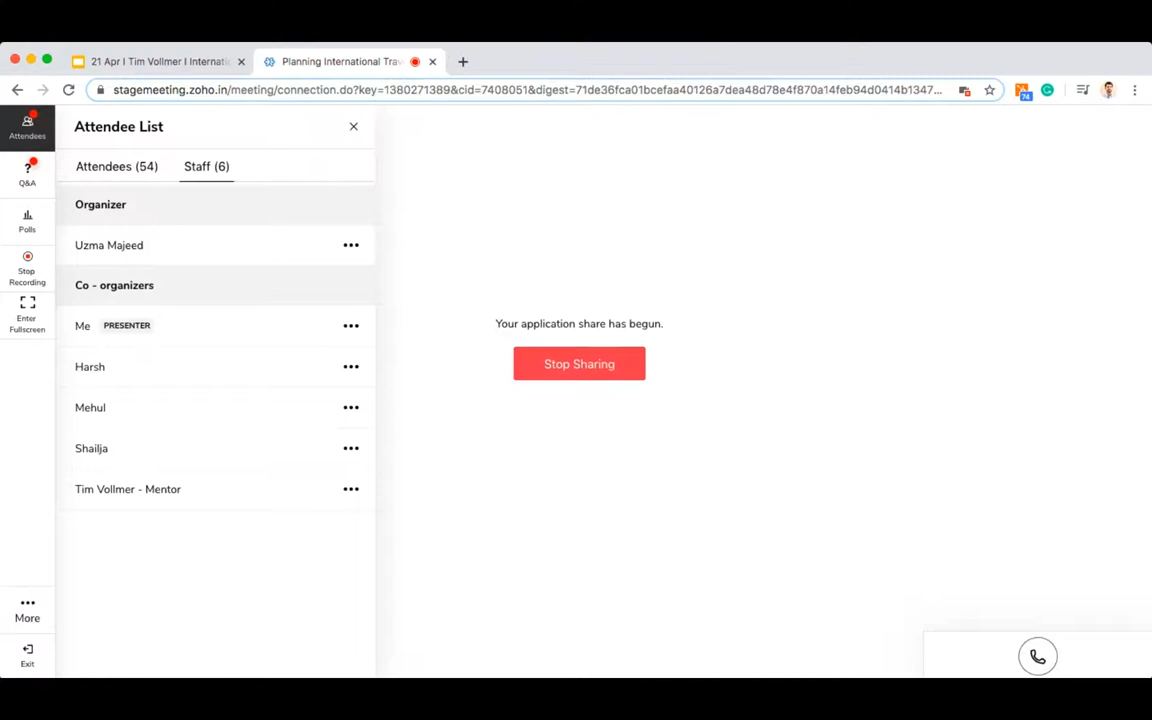 21 Apr I Tim Vollmer I Internati
Planning International Trav
stagemeeting.zoho.in/meeting/connection.do?key=1380271389&cid=7408051&digest=71de36fca01bcefaa40126a7dea48d78e4f870a14feb94d0414b1347...
74
Attendees
Q&A
Polls
Stop
Recording
Enter
Fullscreen
More
Exit
Attendee List
Attendees (54) Staff (6)
Organizer
Uzma Majeed
Co - organizers
Me PRESENTER
Harsh
Mehul
Shailja
Tim Vollmer - Mentor
Your application share has begun.
Stop Sharing